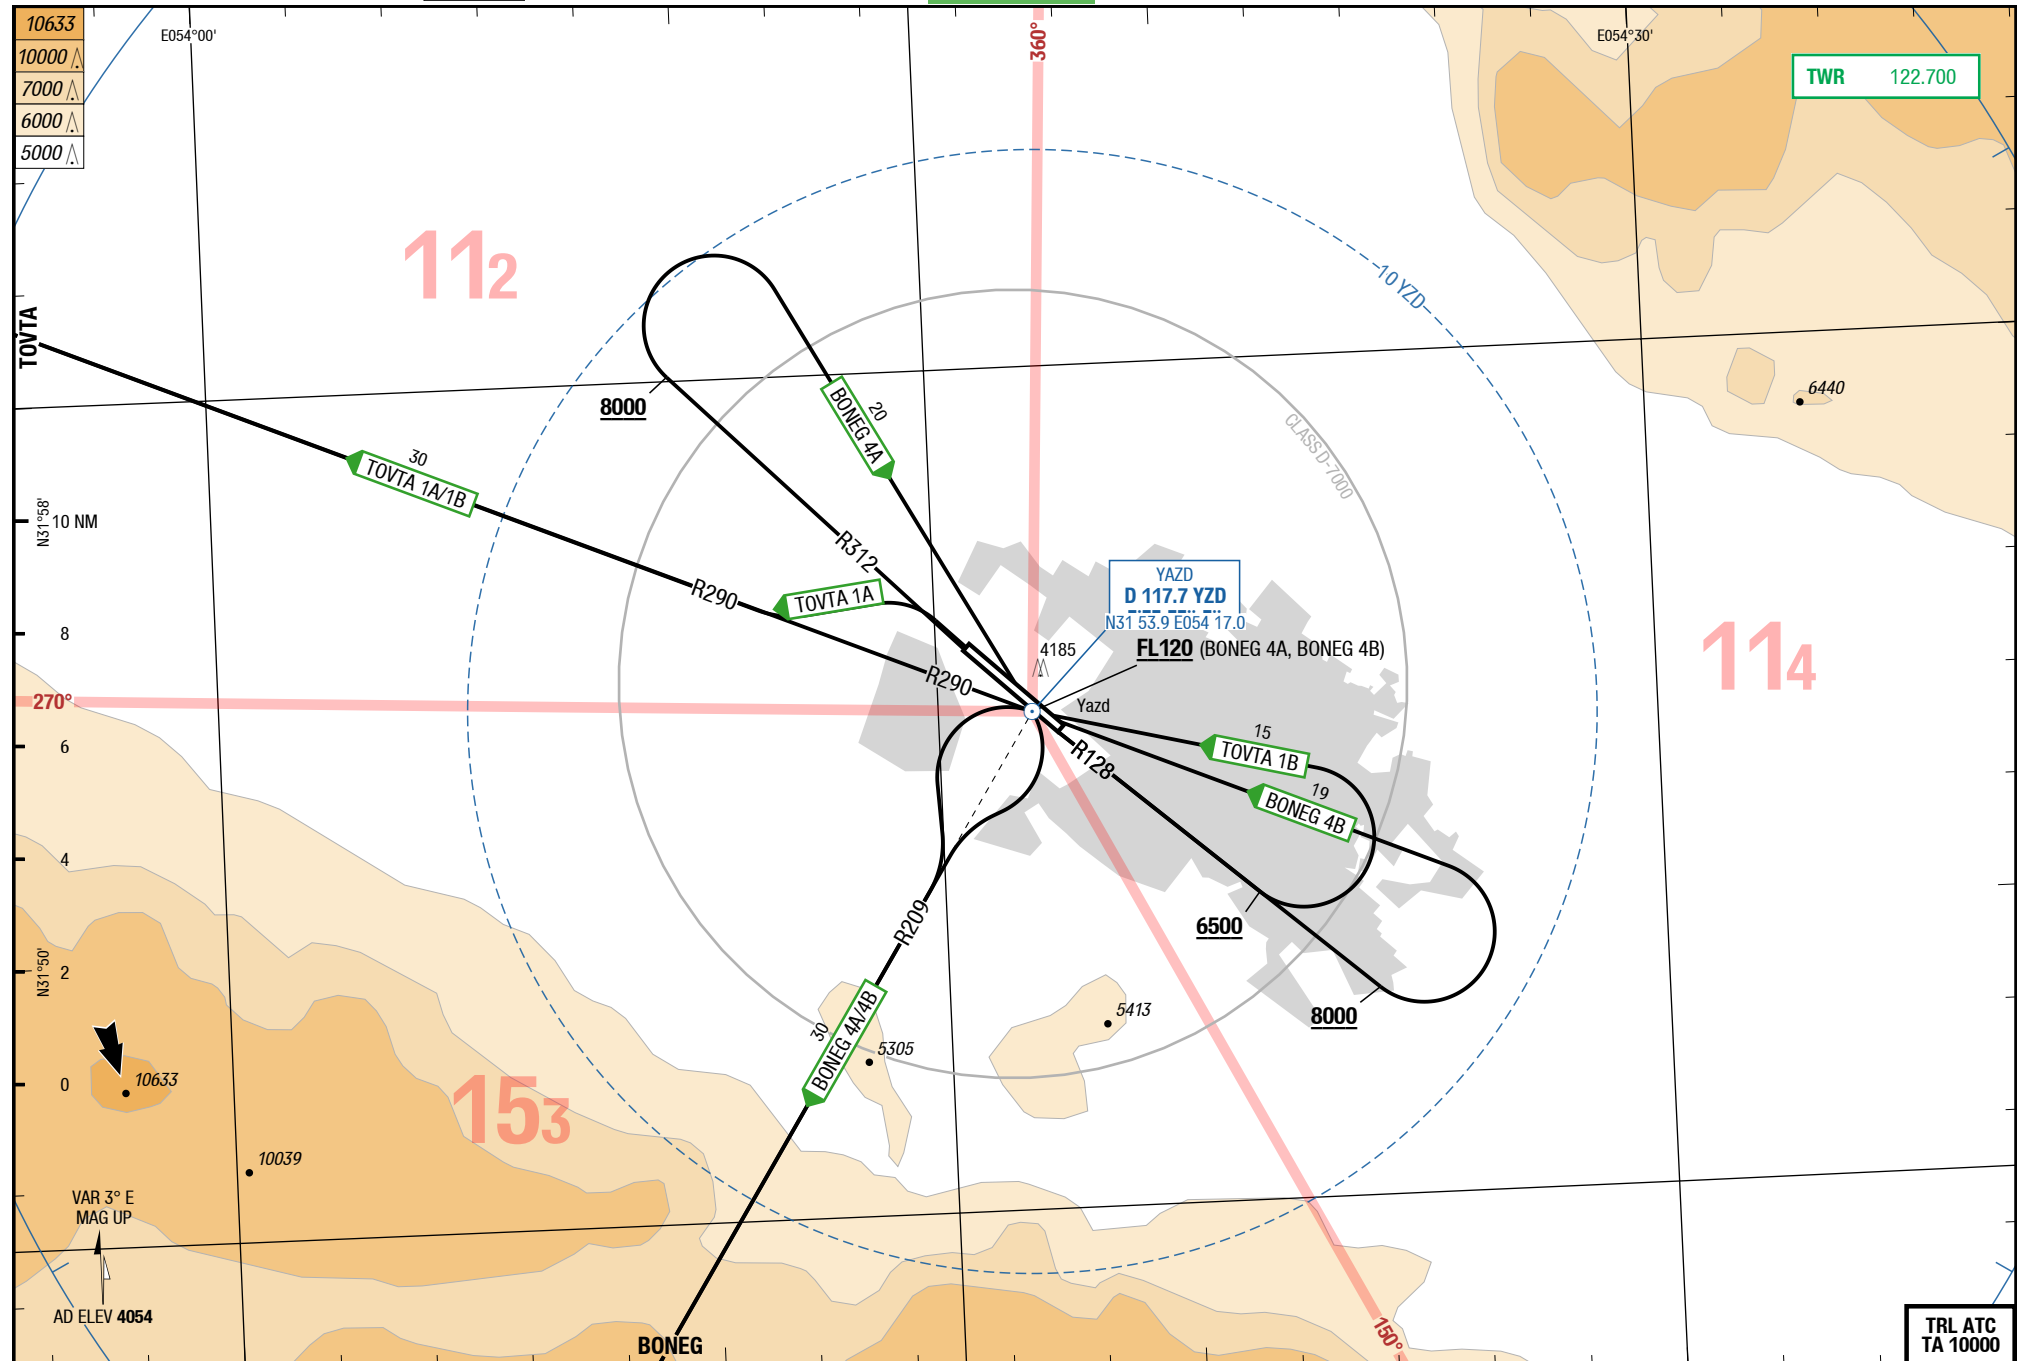 10633
10000
7000
6000
5000
E054°00'
360°
E054°30'
TWR 122.700
112
TOVTA
8000
BONEG 4A
20
10 YZD
CLASS D-7000
6440
30
TOVTA 1A/1B
N31°58'
10 NM
R312
R290
TOVTA 1A
YAZD
D 117.7 YZD
N31 53.9 E054 17.0
4185
FL120 (BONEG 4A, BONEG 4B)
114
8
R290
270°
Yazd
6
R128
15
TOVTA 1B
19
BONEG 4B
4
R209
6500
N31°50'
2
8000
30
BONEG 4A/4B
5413
5305
0
10633
153
10039
VAR 3° E
MAG UP
AD ELEV 4054
BONEG
150°
TRL ATC
TA 10000